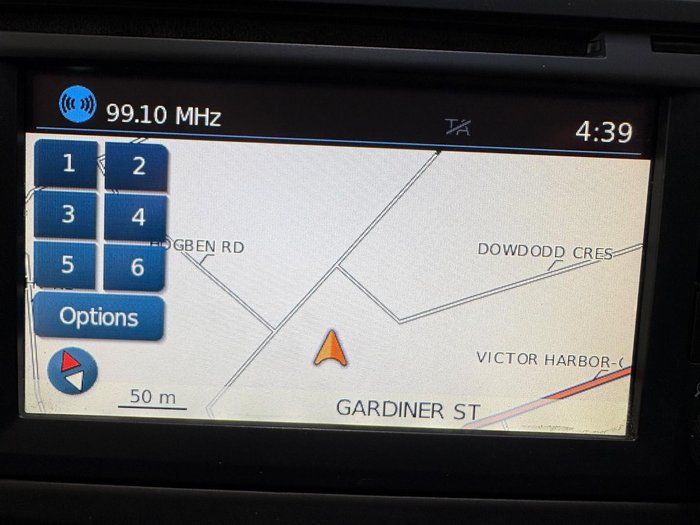 99.10 MHz
TA
4:39
1
2
3
4
5
6
HOGBEN RD
DOWDODD CRES
Options
VICTOR HARBOR-
50 m
GARDINER ST